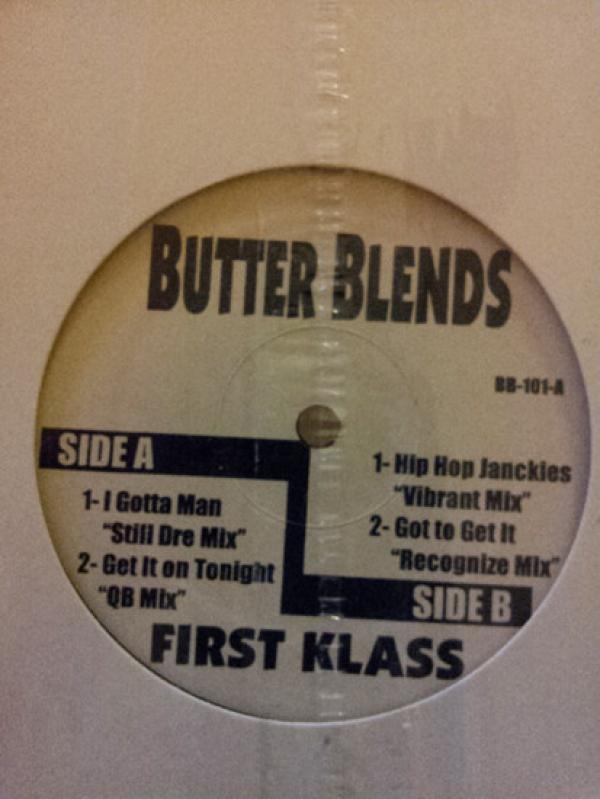 BUTTER BLENDS
BB-101-A
SIDE A
1- I Gotta Man
"Still Dre Mix"
2- Get It on Tonight
"QB Mix"
1- Hip Hop Janckies
"Vibrant Mix"
2- Got to Get It
"Recognize Mix"
SIDE B
FIRST KLASS